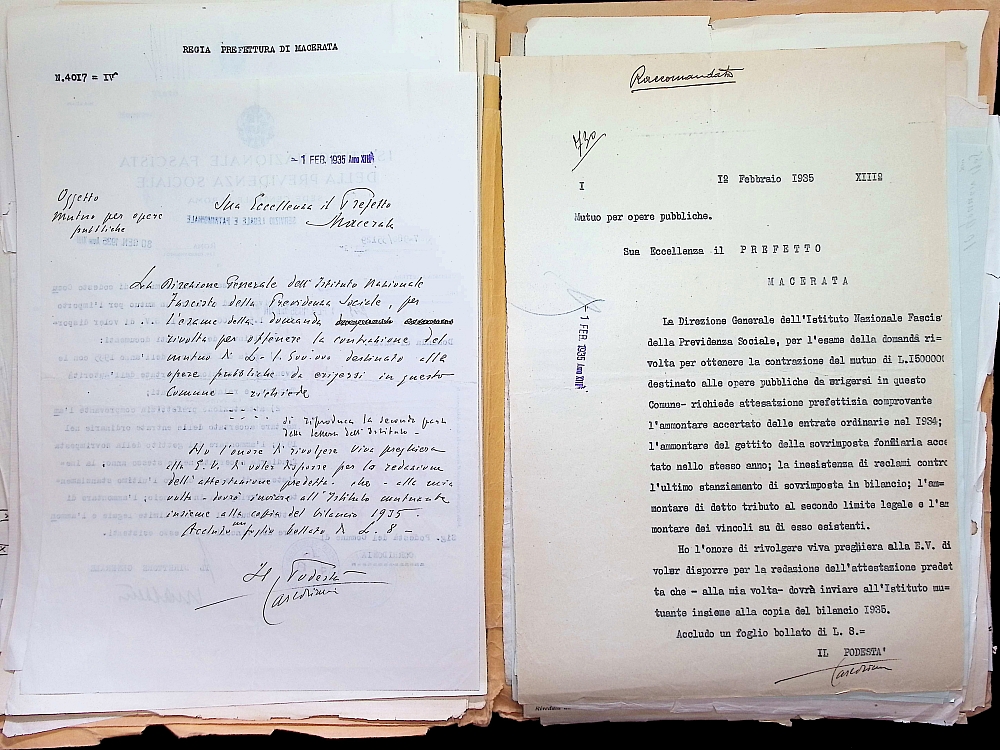 REGIA PREFETTURA DI MACERATA
N.4017 = IV^
- 1 FEB. 1935 Anno XIII°
Oggetto
mutuo per opere
pubbliche
Sua Eccellenza il Prefetto
Macerata
La Direzione Generale dell'Istituto Nazionale
Fascista della Previdenza Sociale, per
l'esame della domanda
rivolta per ottenere la contrazione del
mutuo di L. 1.500.000 destinato alle
opere pubbliche da erigersi in questo
Comune - richiede
- - - - di riproduca la seconda parte
della lettera dell'Istituto -
Ho l'onore di rivolgere viva preghiera
alla E.V. di voler disporre per la redazione
dell'attestazione predetta. che - alla mia
volta - dovrò inviare all'Istituto mutuante
insieme alla copia del bilancio 1935.
Accludo un foglio bollato di L. 8 -
Il Podestà
Raccomandata
730
I
1º Febbraio 1935 XIIIº
Mutuo per opere pubbliche.
Sua Eccellenza il PREFETTO
MACERATA
- 1 FEB. 1935 Anno XIII°
La Direzione Generale dell'Istituto Nazionale Fascis
della Previdenza Sociale, per l'esame della domanda ri=
volta per ottenere la contrazione del mutuo di L.I50000
destinato alle opere pubbliche da erigersi in questo
Comune- richiede attesatzione prefettizia comprovante
l'ammontare accertato delle entrate ordinarie nel 1934;
l'ammontare del gettito della sovrimposta fondiaria acce
tato nello stesso anno; la inesistenza di reclami contro
l'ultimo stanziamento di sovrimposta in bilancio; l'am=
montare di detto tributo al secondo limite legale e l'am
montare dei vincoli su di esso esistenti.
Ho l'onore di rivolgere viva preghiera alla E.V. di
voler disporre per la redazione dell'attestazione predet
ta che - alla mia volta- dovrò inviare all'Istituto mu=
tuante insieme alla copia del bilancio 1935.
Accludo un foglio bollato di L. 8.=
IL PODESTA'